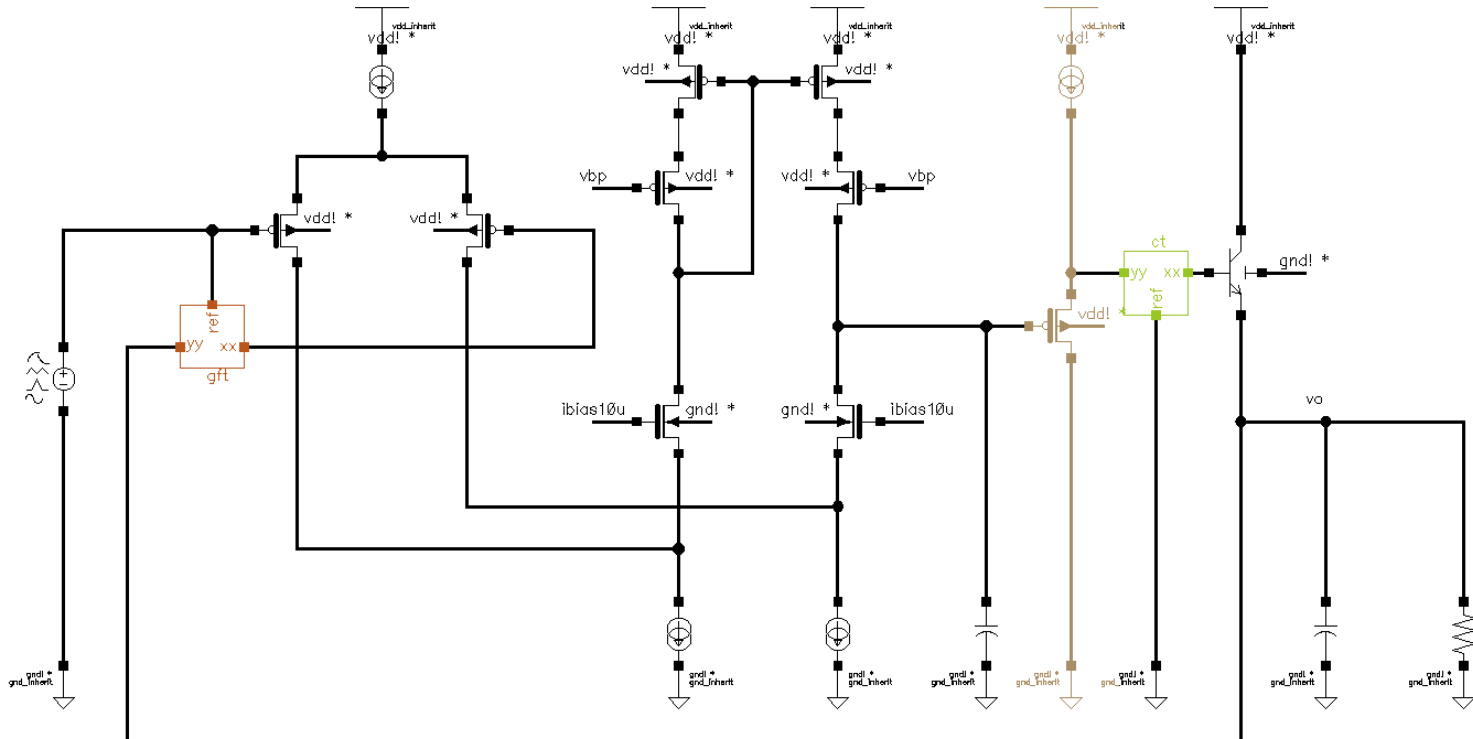 vdd_inherit vdd_inherit vdd_inherit vdd_inherit vdd_inherit
vdd! * vdd! * vdd! * vdd! * vdd! *
vdd! * vdd! *
vbp vdd! * vdd! * vbp
vdd! * vdd! *
ct
yy xx
ref
gnd! *
ref
yy xx
gft
vdd! *
ibias10u gnd! * gnd! * ibias10u
vo
gnd! * gnd! * gnd! * gnd! * gnd! * gnd! * gnd! * gnd! *
gnd_inherit gnd_inherit gnd_inherit gnd_inherit gnd_inherit gnd_inherit gnd_inherit gnd_inherit